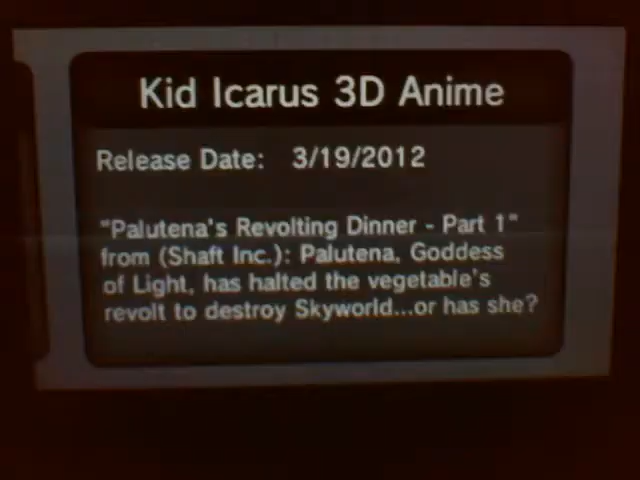 Kid Icarus 3D Anime
Release Date: 3/19/2012
"Palutena's Revolting Dinner - Part 1"
from (Shaft Inc.): Palutena, Goddess
of Light, has halted the vegetable's
revolt to destroy Skyworld...or has she?